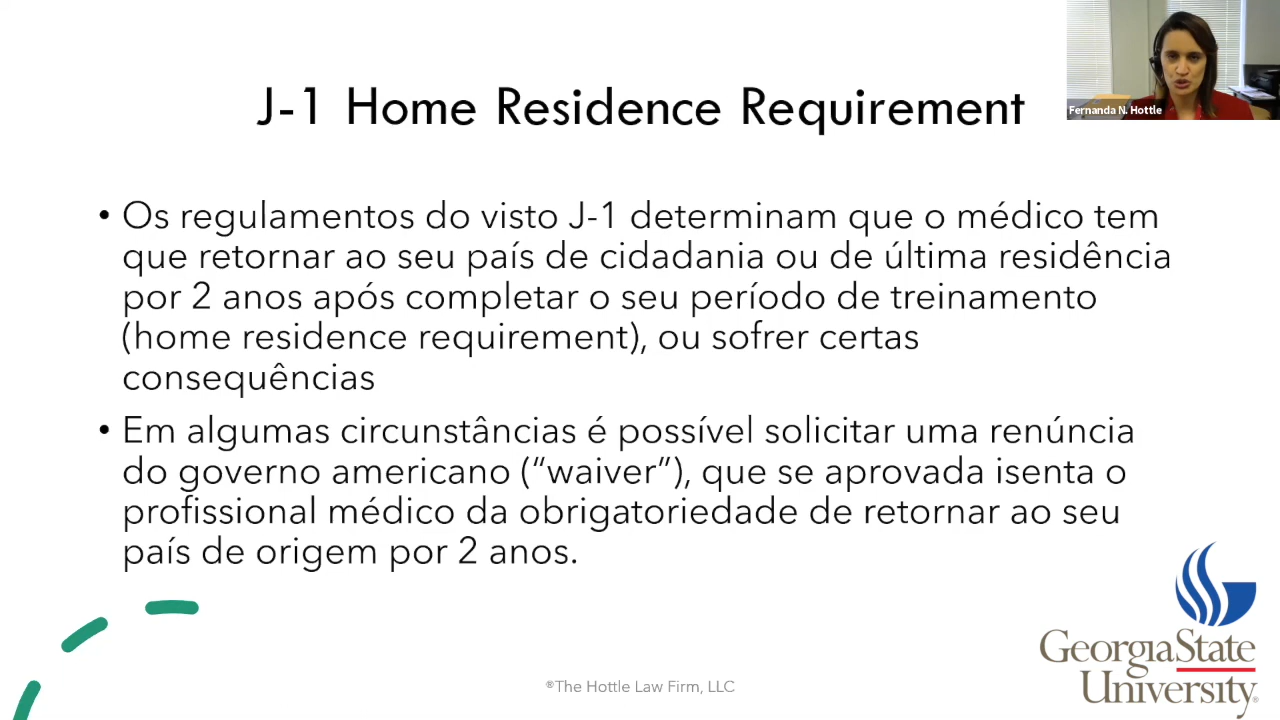 J-1 Home Residence Requirement
Fernanda N. Hottle
• Os regulamentos do visto J-1 determinam que o médico tem
que retornar ao seu país de cidadania ou de última residência
por 2 anos após completar o seu período de treinamento
(home residence requirement), ou sofrer certas
consequências
• Em algumas circunstâncias é possível solicitar uma renúncia
do governo americano (“waiver”), que se aprovada isenta o
profissional médico da obrigatoriedade de retornar ao seu
país de origem por 2 anos.
GeorgiaState
University®
®The Hottle Law Firm, LLC